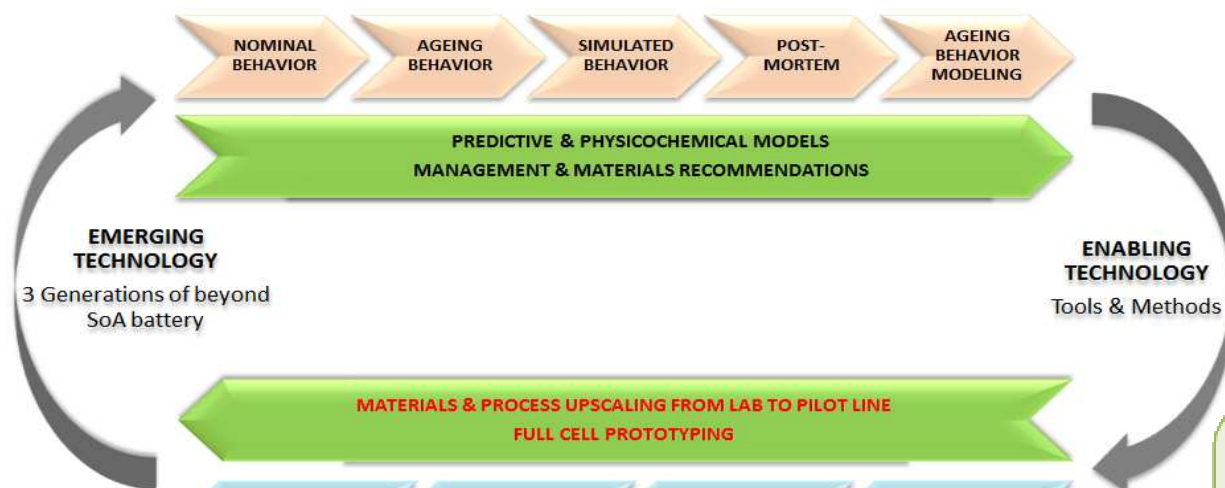 NOMINAL
BEHAVIOR
AGEING
BEHAVIOR
SIMULATED
BEHAVIOR
POST-
MORTEM
AGEING
BEHAVIOR
MODELING
PREDICTIVE & PHYSICOCHEMICAL MODELS
MANAGEMENT & MATERIALS RECOMMENDATIONS
EMERGING
TECHNOLOGY
3 Generations of beyond
SoA battery
ENABLING
TECHNOLOGY
Tools & Methods
MATERIALS & PROCESS UPSCALING FROM LAB TO PILOT LINE
FULL CELL PROTOTYPING